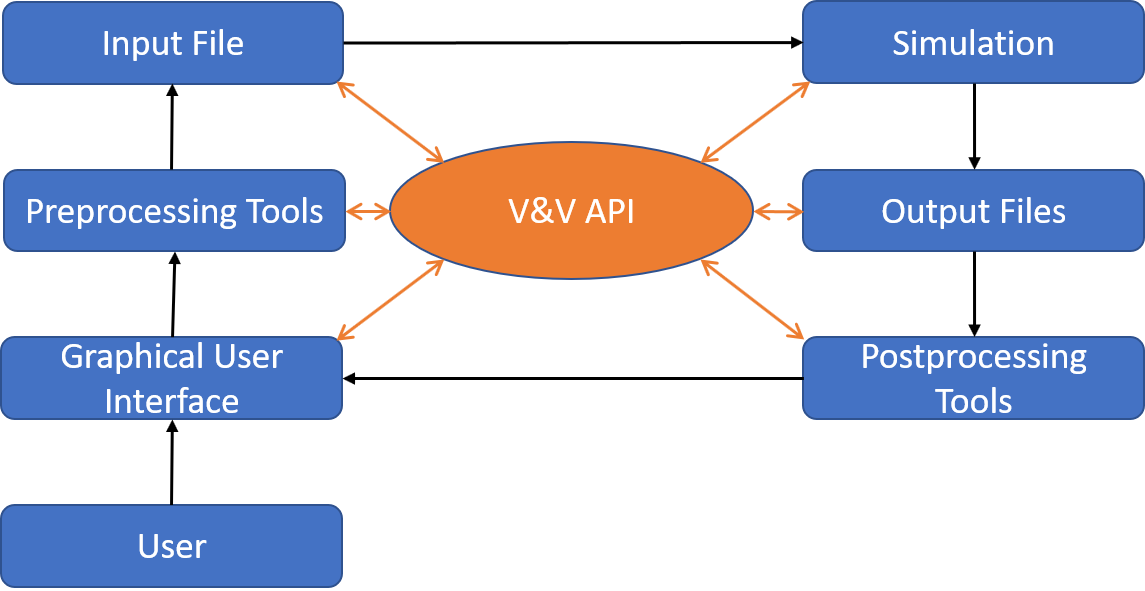 Input File
Simulation
Preprocessing Tools
V&V API
Output Files
Graphical User
Interface
Postprocessing
Tools
User